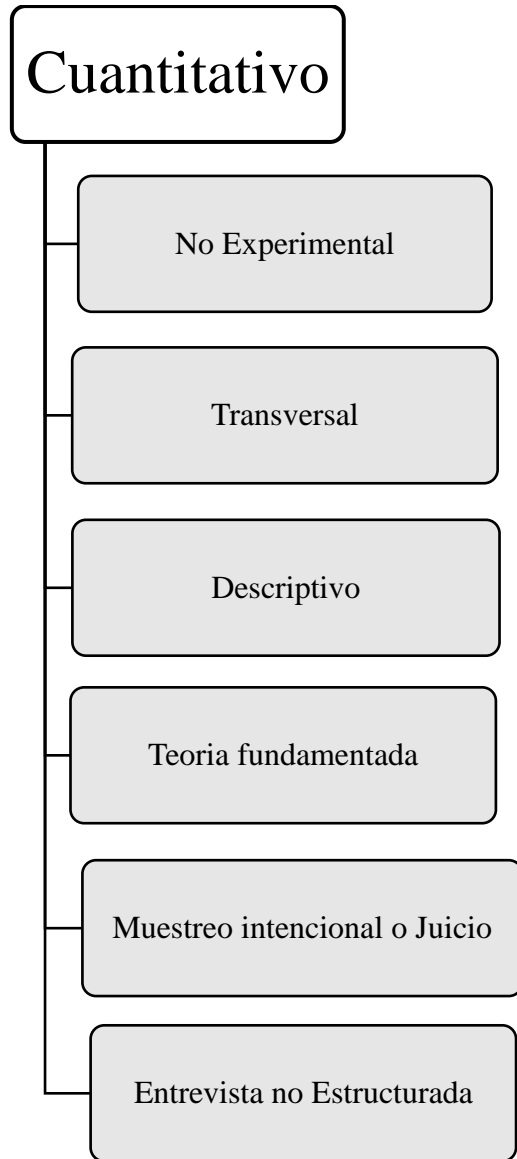 Cuantitativo
No Experimental
Transversal
Descriptivo
Teoria fundamentada
Muestreo intencional o Juicio
Entrevista no Estructurada